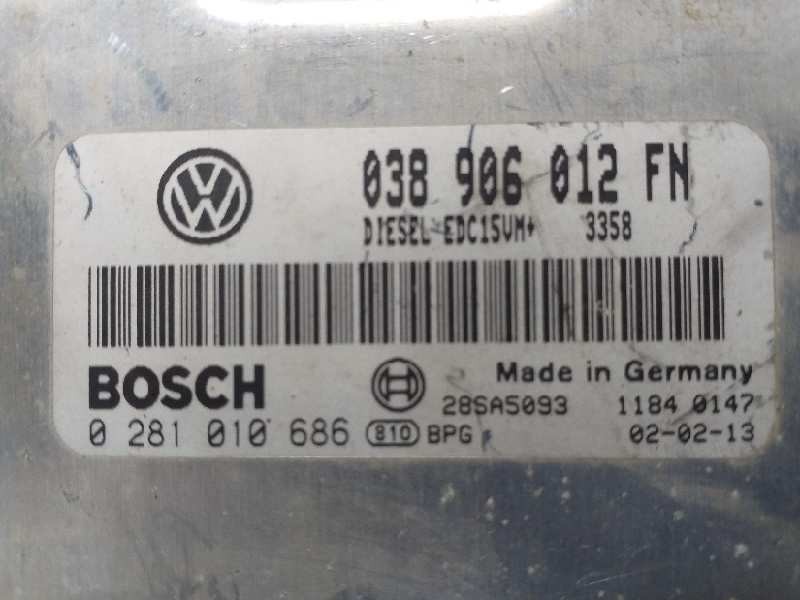 038 906 012 FN
DIESEL EDC15VM+ 3358
BOSCH
Made in Germany
28SA5093 1184 0147
0 281 010 686 810 BPG 02-02-13